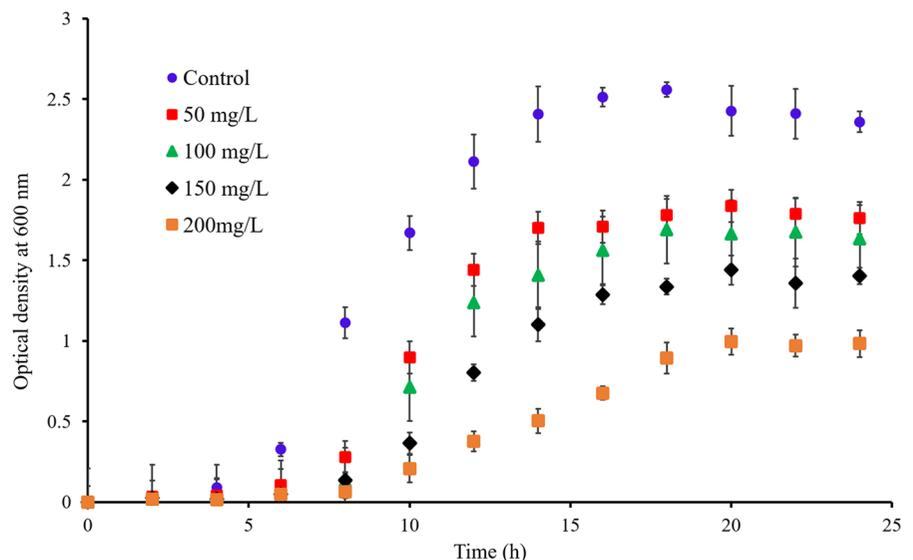 3
2.5
2
1.5
1
0.5
0
Optical density at 600 nm
Control
50 mg/L
100 mg/L
150 mg/L
200mg/L
0 5 10 15 20 25
Time (h)